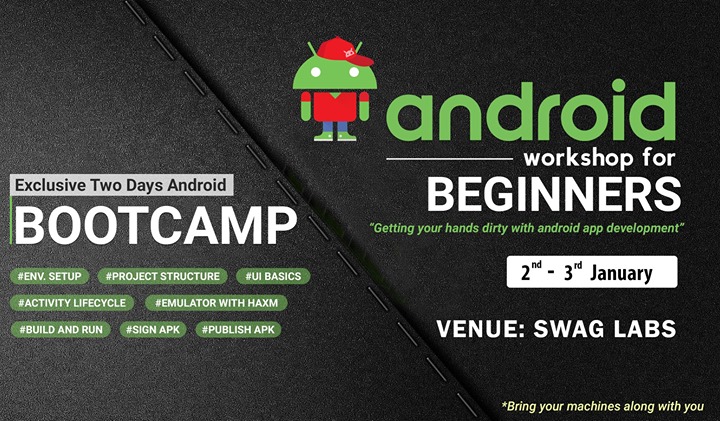 android
workshop for
BEGINNERS
"Getting your hands dirty with android app development"
2nd - 3rd January
VENUE: SWAG LABS
Exclusive Two Days Android
BOOTCAMP
#ENV. SETUP #PROJECT STRUCTURE #UI BASICS
#ACTIVITY LIFECYCLE #EMULATOR WITH HAXM
#BUILD AND RUN #SIGN APK #PUBLISH APK
*Bring your machines along with you